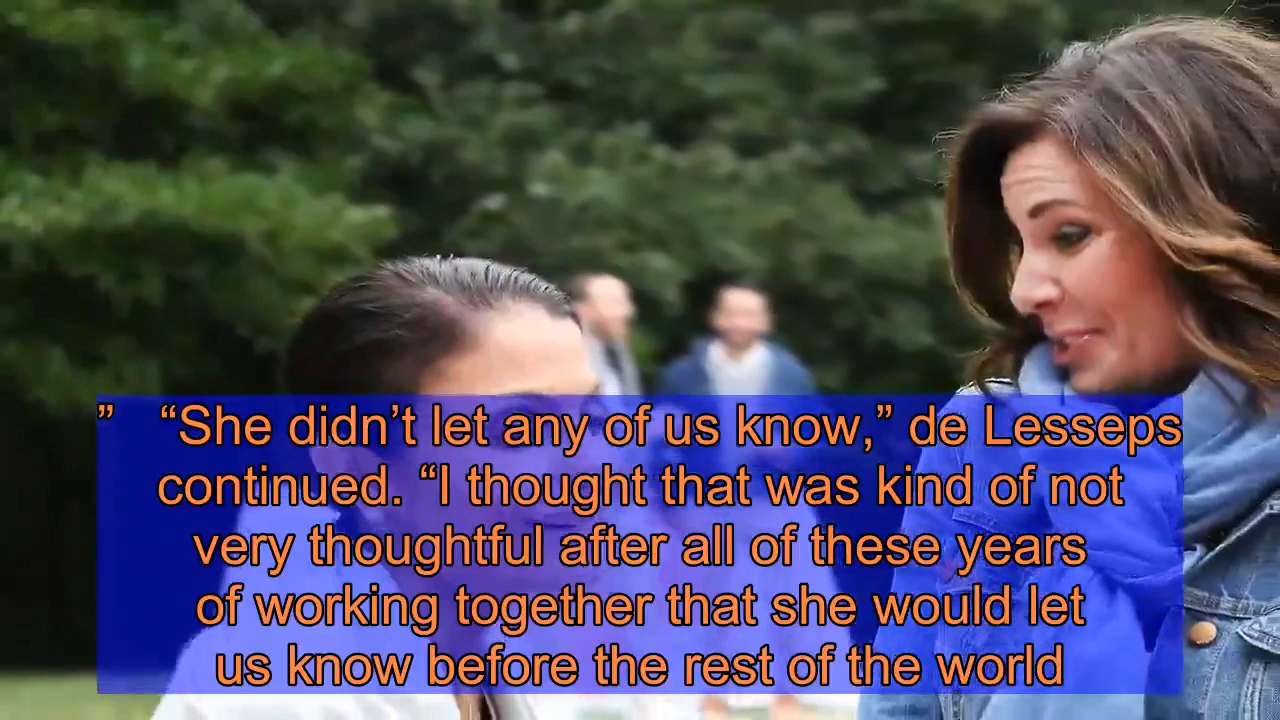 ” “She didn’t let any of us know,” de Lesseps
continued. “I thought that was kind of not
very thoughtful after all of these years
of working together that she would let
us know before the rest of the world